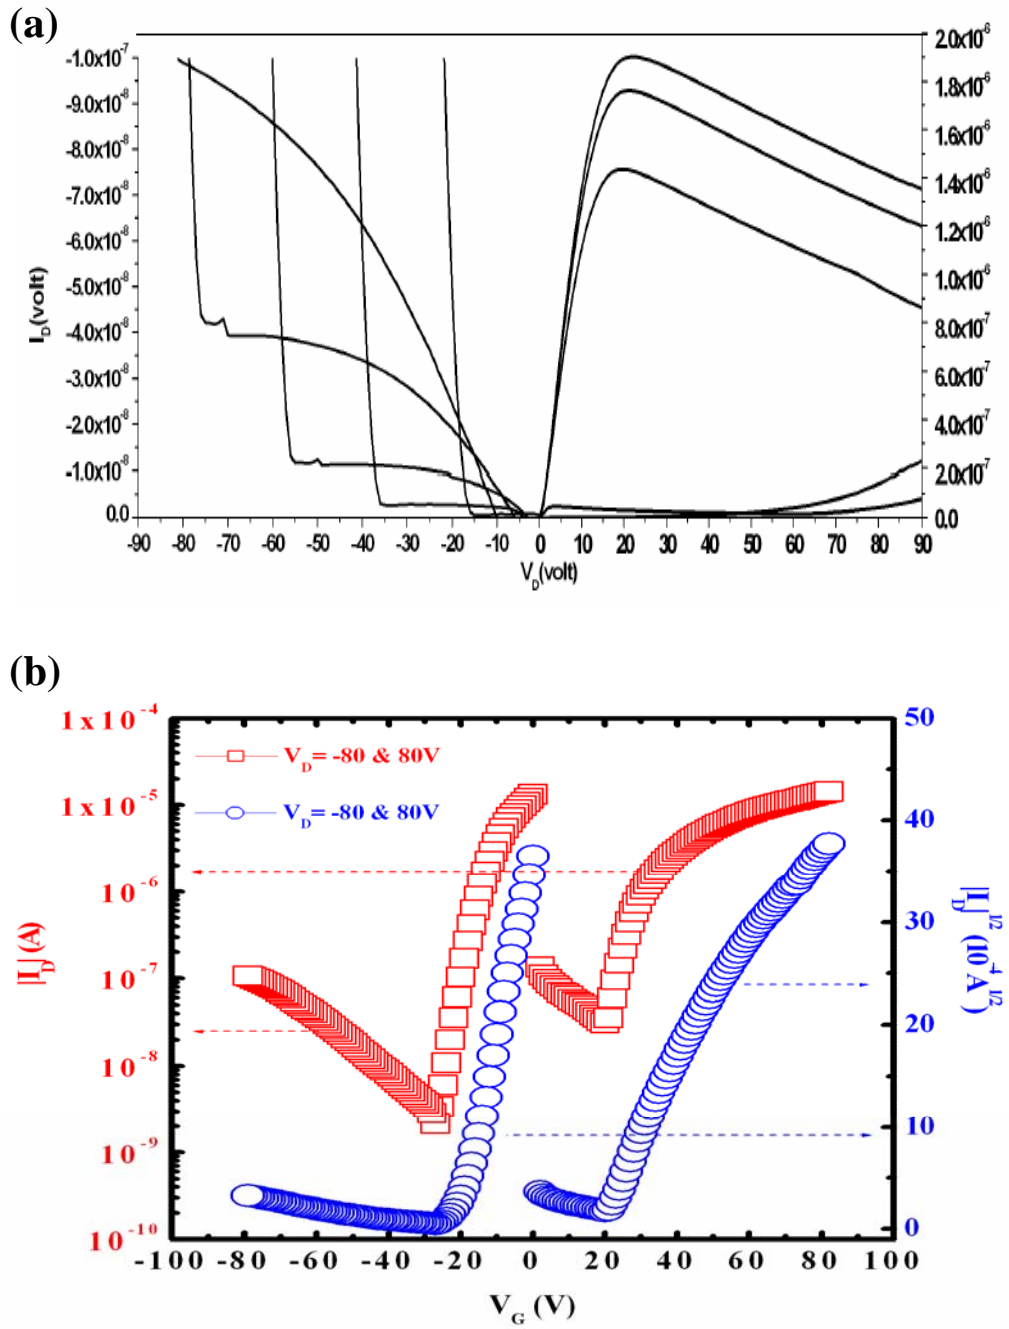 (a)
2.0x10⁻⁶
-1.0x10⁻⁷
1.8x10⁻⁶
-9.0x10⁻⁸
1.6x10⁻⁶
-8.0x10⁻⁸
1.4x10⁻⁶
-7.0x10⁻⁸
1.2x10⁻⁶
-6.0x10⁻⁸
1.0x10⁻⁶
-5.0x10⁻⁸
I_D(volt)
8.0x10⁻⁷
-4.0x10⁻⁸
6.0x10⁻⁷
-3.0x10⁻⁸
4.0x10⁻⁷
-2.0x10⁻⁸
2.0x10⁻⁷
-1.0x10⁻⁸
0.0 0.0
-90 -80 -70 -60 -50 -40 -30 -20 -10 0 10 20 30 40 50 60 70 80 90
V_D(volt)
(b)
1x10⁻⁴ 50
V_D= -80 & 80V
V_D= -80 & 80V
10⁻⁵ 40
10⁻⁶
30
|I_D| (A)
|I_D|^1/2 (10⁻⁴ A^1/2)
10⁻⁷
20
10⁻⁸
10
10⁻⁹
0
10⁻¹⁰
-100 -80 -60 -40 -20 0 20 40 60 80 100
V_G (V)